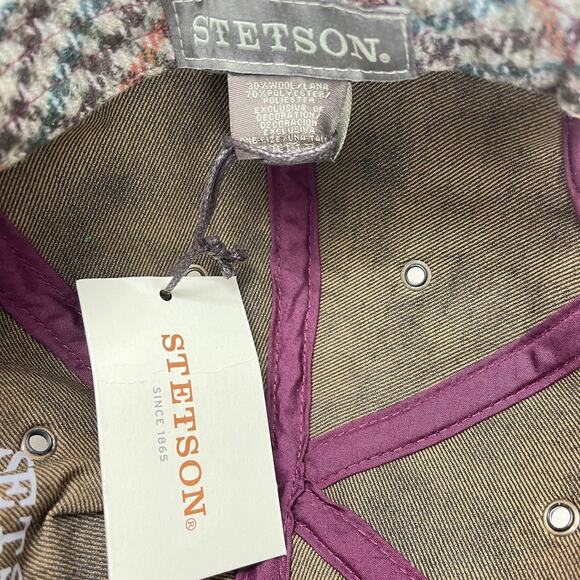 STETSON®
30% WOOL/LANA
70% POLYESTER/
POLIESTER
EXCLUSIVE OF
DECORATION/
DECORACION
EXCLUSIVA
ONE SIZE/UNA TALLA
STETSON®
SINCE 1865